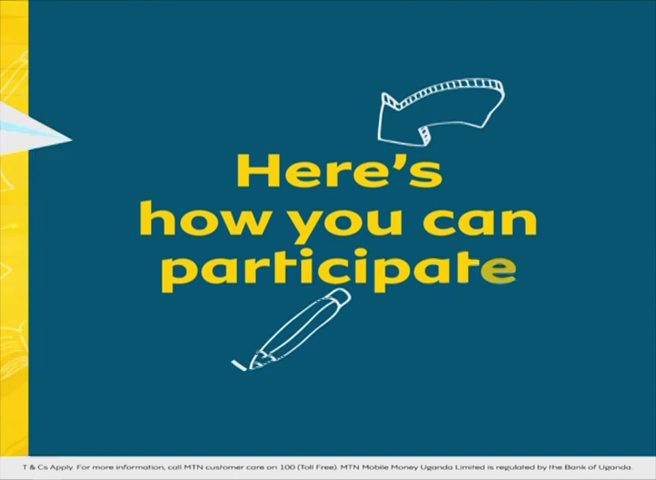 Here's
how you can
participate
T & Cs Apply. For more information, call MTN customer care on 100 (Toll Free). MTN Mobile Money Uganda Limited is regulated by the Bank of Uganda.